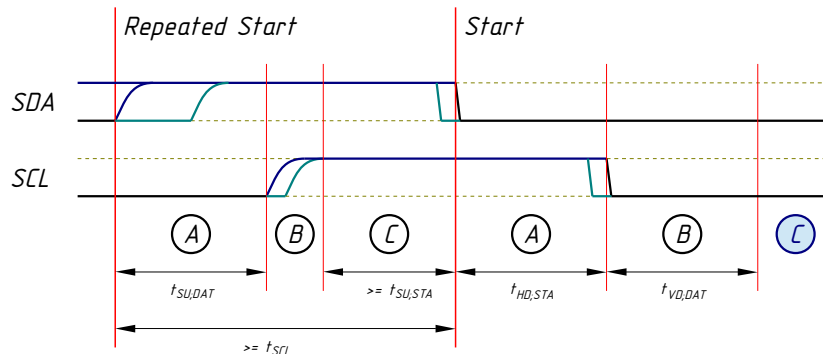 Repeated Start Start
SDA
SCL
A B C A B C
tSU,DAT >= tSU,STA tHD,STA tVD,DAT
>= tSCL